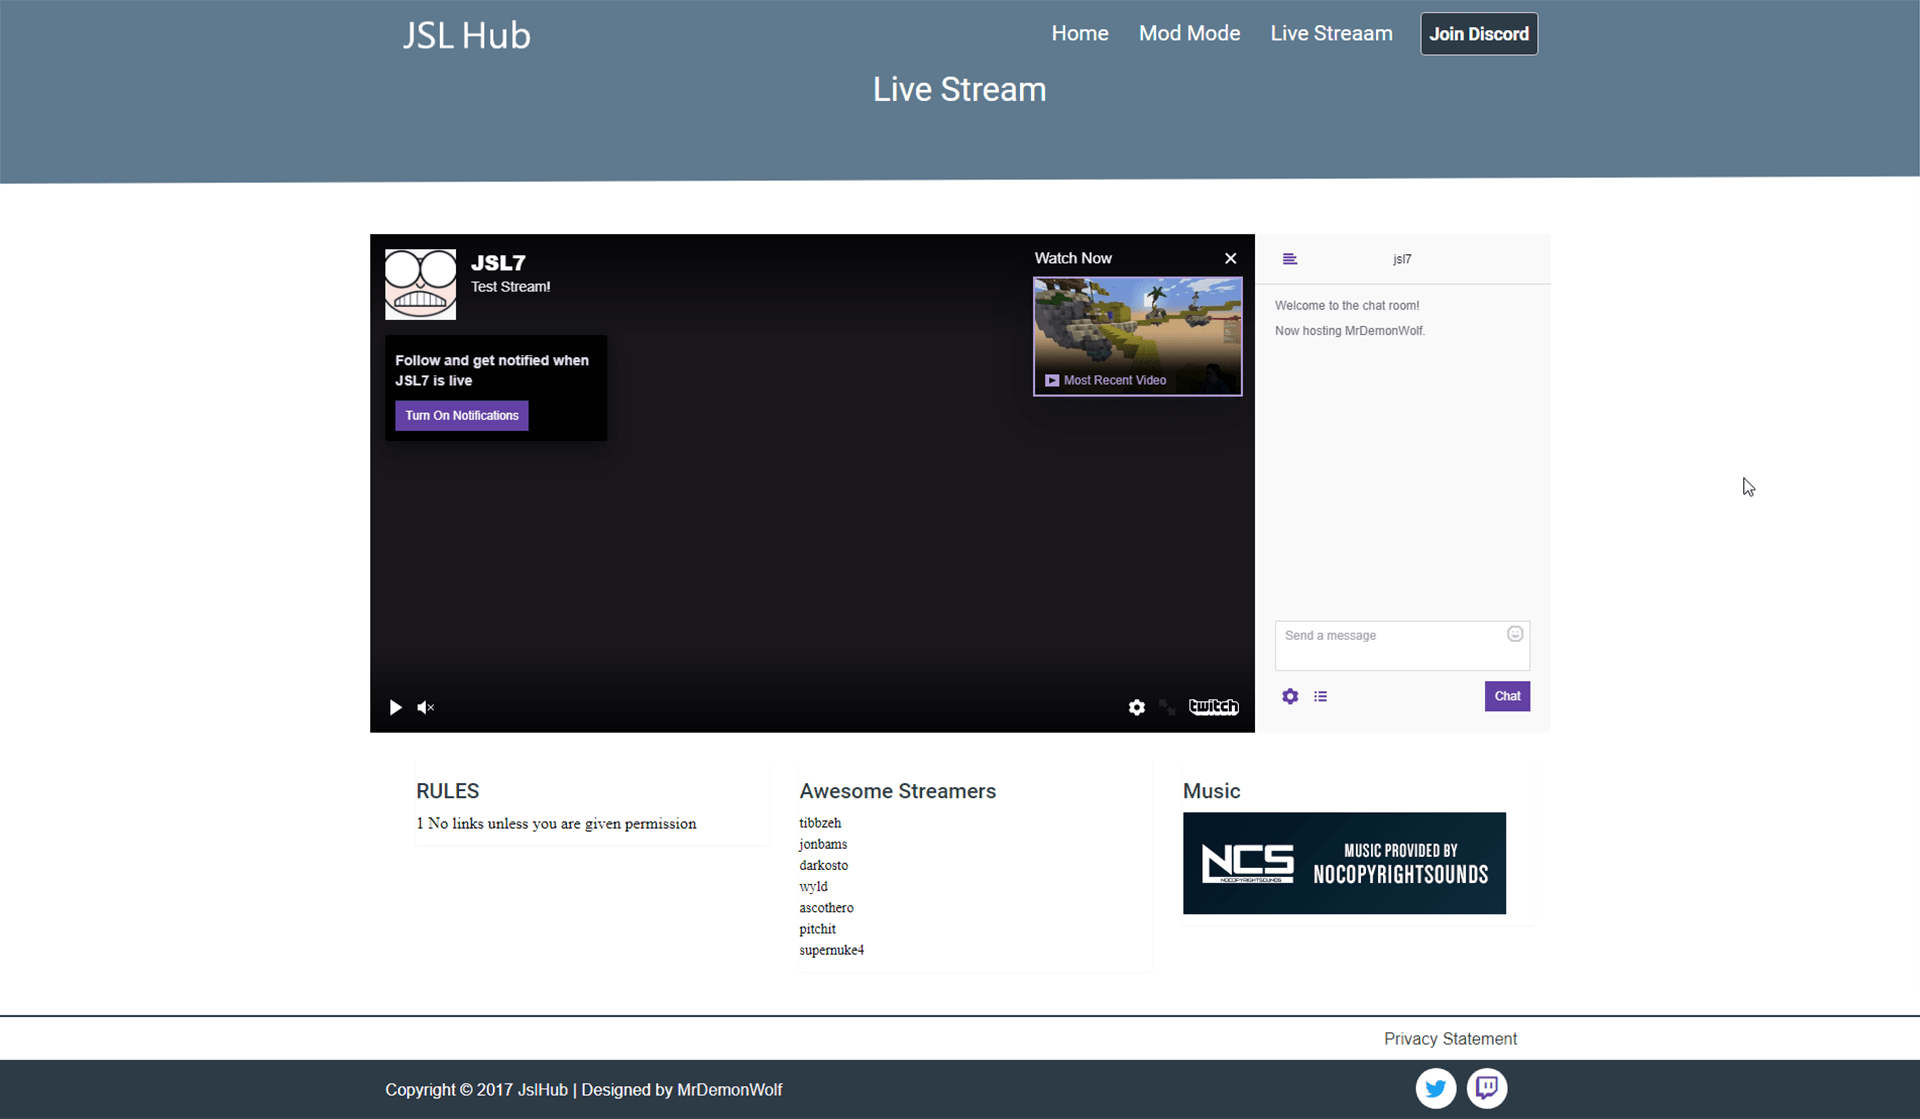 JSL Hub
Home
Mod Mode
Live Streaam
Join Discord
Live Stream
JSL7
Test Stream!
Follow and get notified when
JSL7 is live
Turn On Notifications
Watch Now
Most Recent Video
twitch
jsl7
Welcome to the chat room!
Now hosting MrDemonWolf.
Send a message
Chat
RULES
1 No links unless you are given permission
Awesome Streamers
tibbzeh
jonbams
darkosto
wyld
ascothero
pitchit
supernuke4
Music
NCS
NOCOPYRIGHTSOUNDS
MUSIC PROVIDED BY
NOCOPYRIGHTSOUNDS
Privacy Statement
Copyright © 2017 JslHub | Designed by MrDemonWolf